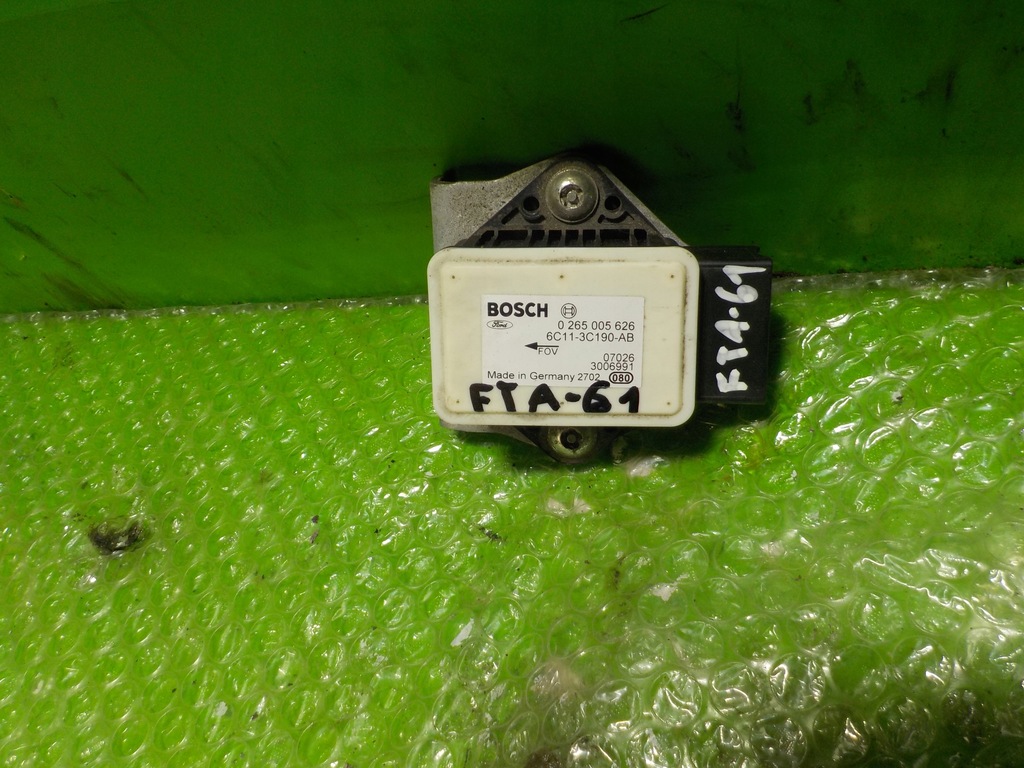 BOSCH
Ford
0 265 005 626
6C11-3C190-AB
FOV
07026
3006991
Made in Germany 2702 080
FTA-61
FTA-61